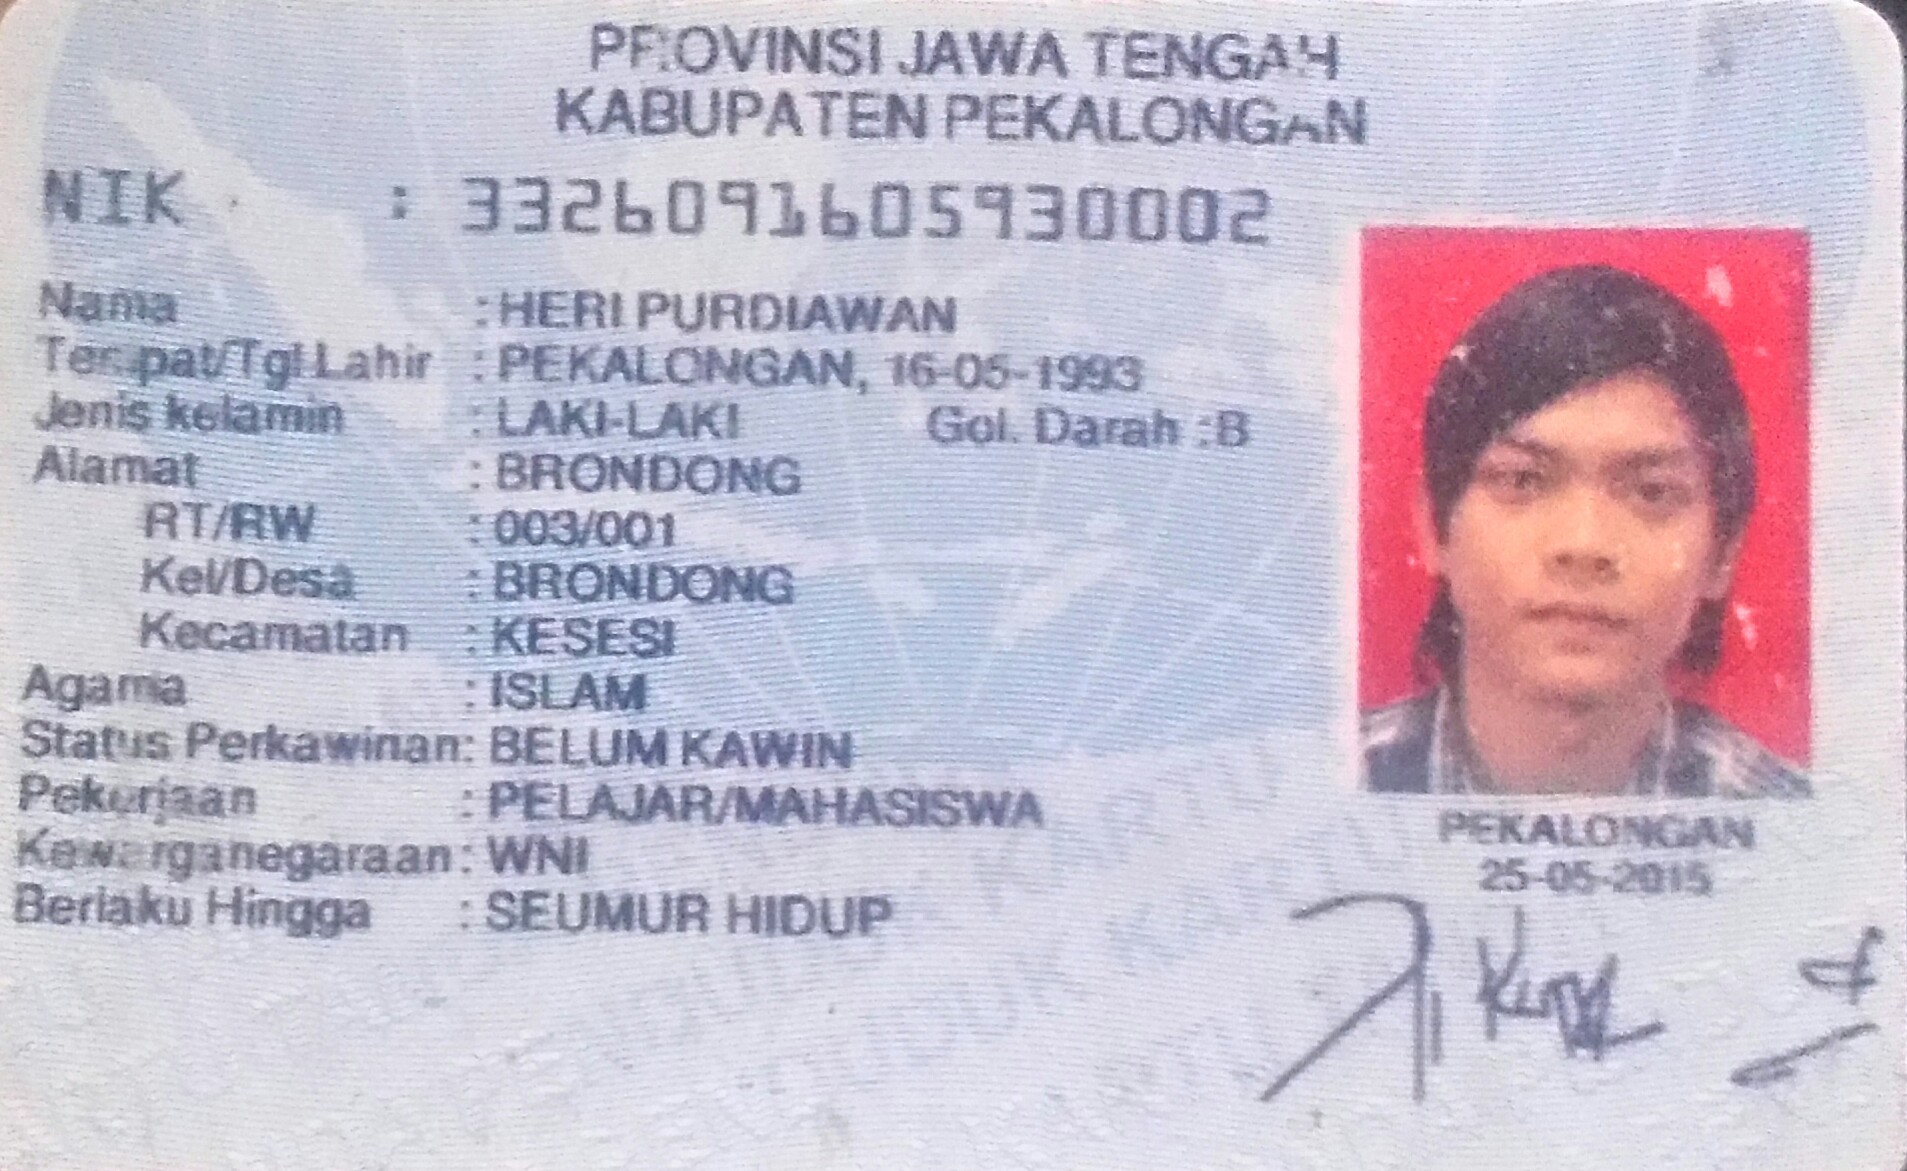 PROVINSI JAWA TENGAH
KABUPATEN PEKALONGAN
NIK : 3326091605930002
Nama : HERI PURDIAWAN
Tempat/Tgl Lahir : PEKALONGAN, 16-05-1993
Jenis kelamin : LAKI-LAKI Gol. Darah : B
Alamat : BRONDONG
RT/RW : 003/001
Kel/Desa : BRONDONG
Kecamatan : KESESI
Agama : ISLAM
Status Perkawinan: BELUM KAWIN
Pekerjaan : PELAJAR/MAHASISWA
Kewarganegaraan: WNI
Berlaku Hingga : SEUMUR HIDUP
PEKALONGAN
25-05-2015